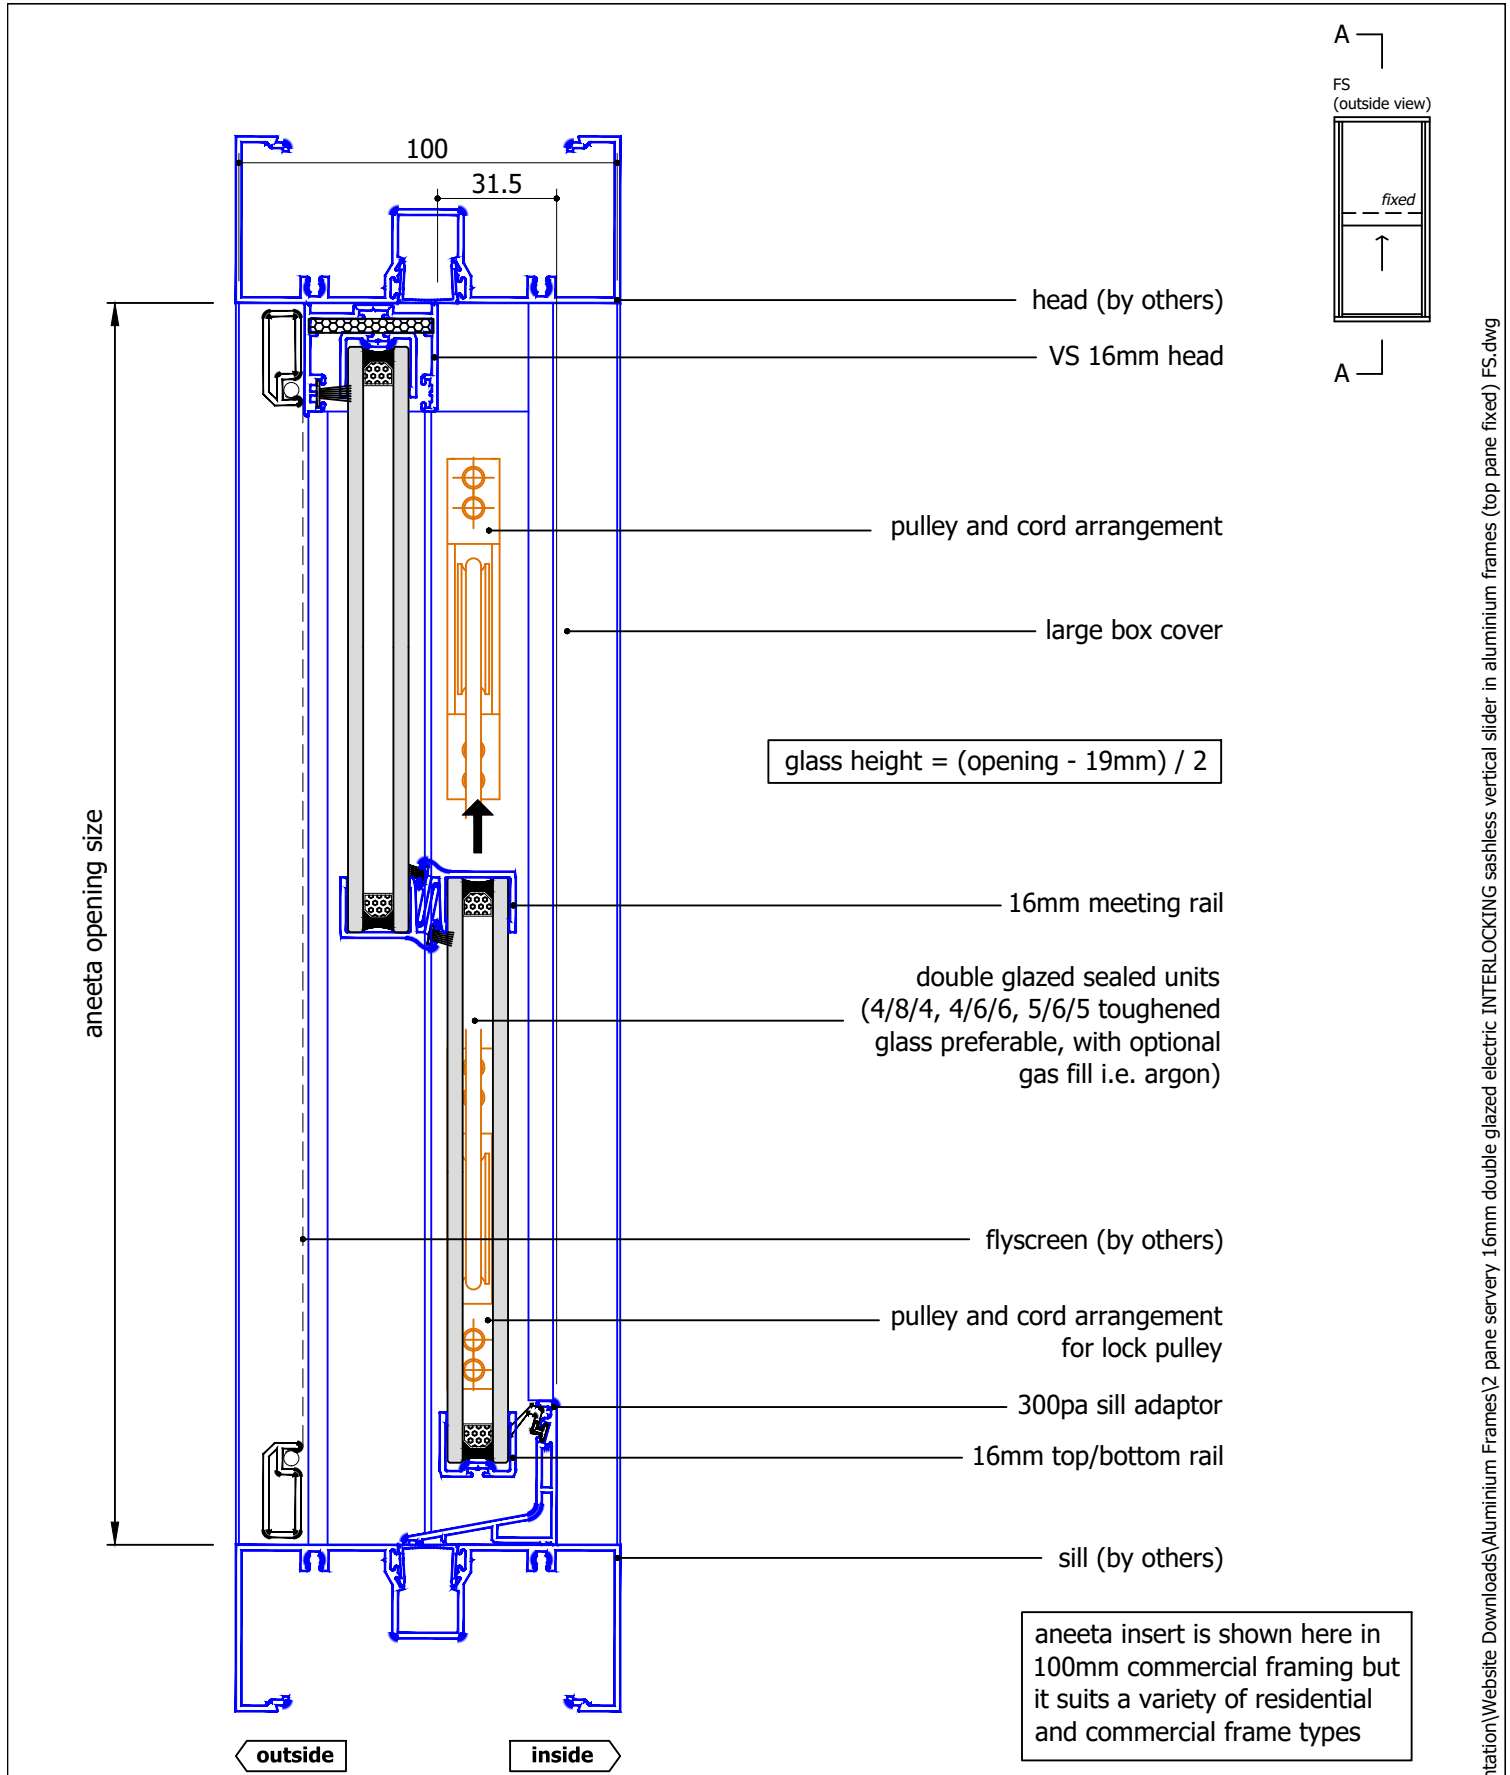 A
FS
(outside view)
fixed
A
100
31.5
head (by others)
VS 16mm head
pulley and cord arrangement
large box cover
glass height = (opening - 19mm) / 2
aneeta opening size
16mm meeting rail
double glazed sealed units
(4/8/4, 4/6/6, 5/6/5 toughened
glass preferable, with optional
gas fill i.e. argon)
flyscreen (by others)
pulley and cord arrangement
for lock pulley
300pa sill adaptor
16mm top/bottom rail
sill (by others)
aneeta insert is shown here in
100mm commercial framing but
it suits a variety of residential
and commercial frame types
outside
inside
ntation\Website Downloads\Aluminium Frames\2 pane servery 16mm double glazed electric INTERLOCKING sashless vertical slider in aluminium frames (top pane fixed) FS.dwg